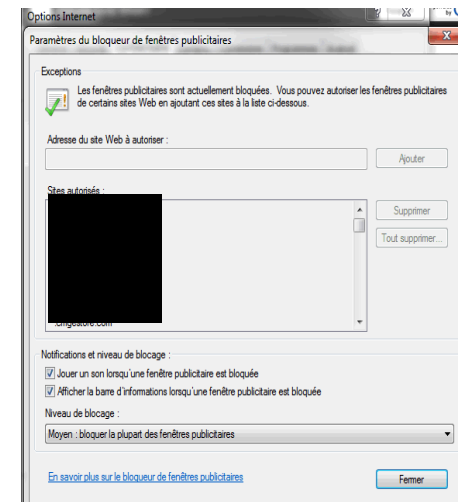 Options Internet
Paramètres du bloqueur de fenêtres publicitaires
Exceptions
Les fenêtres publicitaires sont actuellement bloquées. Vous pouvez autoriser les fenêtres publicitaires
de certains sites Web en ajoutant ces sites à la liste ci-dessous.
Adresse du site Web à autoriser :
Ajouter
Sites autorisés :
Supprimer
Tout supprimer...
Notifications et niveau de blocage :
Jouer un son lorsqu'une fenêtre publicitaire est bloquée
Afficher la barre d'informations lorsqu'une fenêtre publicitaire est bloquée
Niveau de blocage :
Moyen : bloquer la plupart des fenêtres publicitaires
En savoir plus sur le bloqueur de fenêtres publicitaires
Fermer